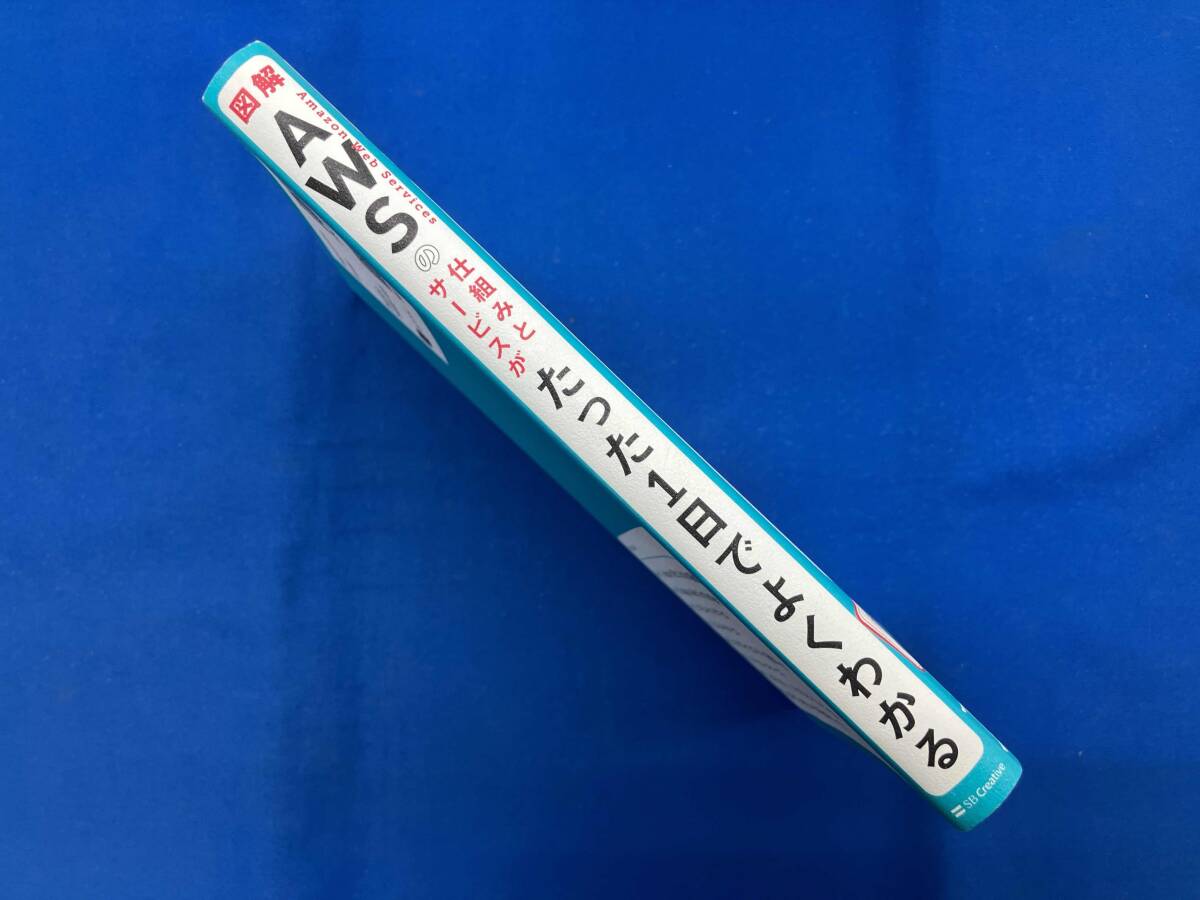 図解
Amazon Web Services
AWSの
仕組みと
サービスが
たった1日でよくわかる
SB Creative